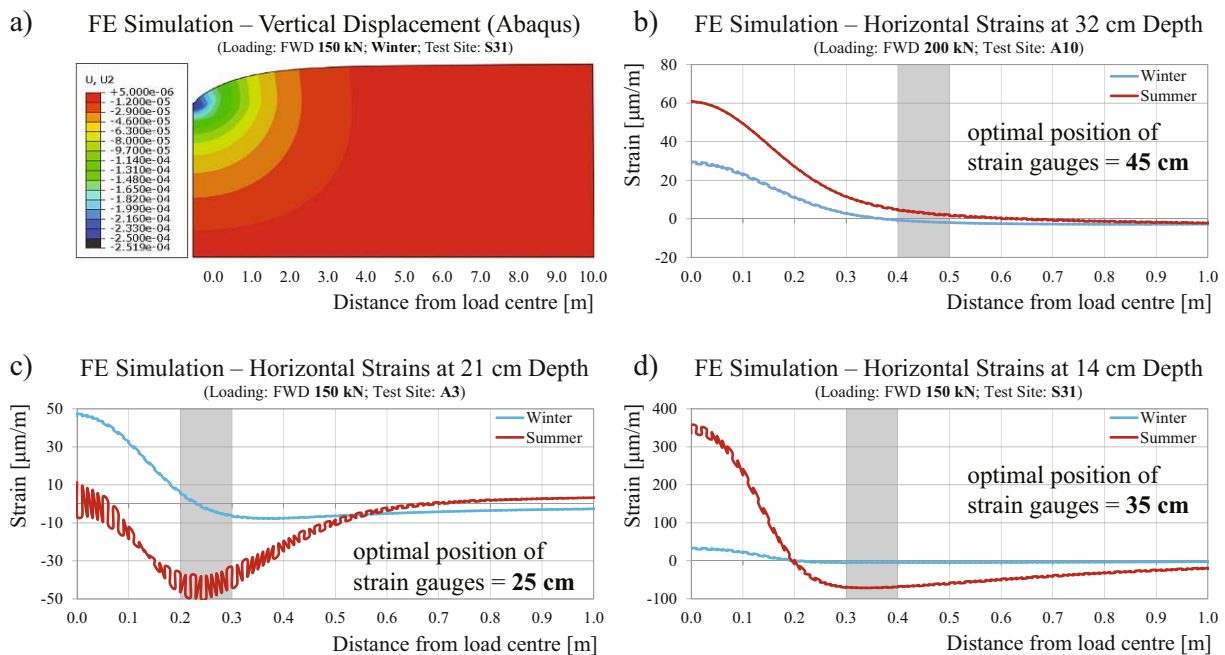 a)
FE Simulation – Vertical Displacement (Abaqus)
(Loading: FWD 150 kN; Winter; Test Site: S31)
U, U2
+5.000e-06
-1.200e-05
-2.905e-05
-4.600e-05
-6.300e-05
-8.000e-05
-9.700e-05
-1.140e-04
-1.310e-04
-1.480e-04
-1.650e-04
-1.820e-04
-1.990e-04
-2.160e-04
-2.330e-04
-2.500e-04
-2.519e-04
0.0 1.0 2.0 3.0 4.0 5.0 6.0 7.0 8.0 9.0 10.0
Distance from load centre [m]
b)
FE Simulation – Horizontal Strains at 32 cm Depth
(Loading: FWD 200 kN; Test Site: A10)
Strain [µm/m]
80
60
40
20
0
-20
Winter
Summer
optimal position of
strain gauges = 45 cm
0.0 0.1 0.2 0.3 0.4 0.5 0.6 0.7 0.8 0.9 1.0
Distance from load centre [m]
c)
FE Simulation – Horizontal Strains at 21 cm Depth
(Loading: FWD 150 kN; Test Site: A3)
Strain [µm/m]
50
30
10
-10
-30
-50
Winter
Summer
optimal position of
strain gauges = 25 cm
0.0 0.1 0.2 0.3 0.4 0.5 0.6 0.7 0.8 0.9 1.0
Distance from load centre [m]
d)
FE Simulation – Horizontal Strains at 14 cm Depth
(Loading: FWD 150 kN; Test Site: S31)
Strain [µm/m]
400
300
200
100
0
-100
Winter
Summer
optimal position of
strain gauges = 35 cm
0.0 0.1 0.2 0.3 0.4 0.5 0.6 0.7 0.8 0.9 1.0
Distance from load centre [m]